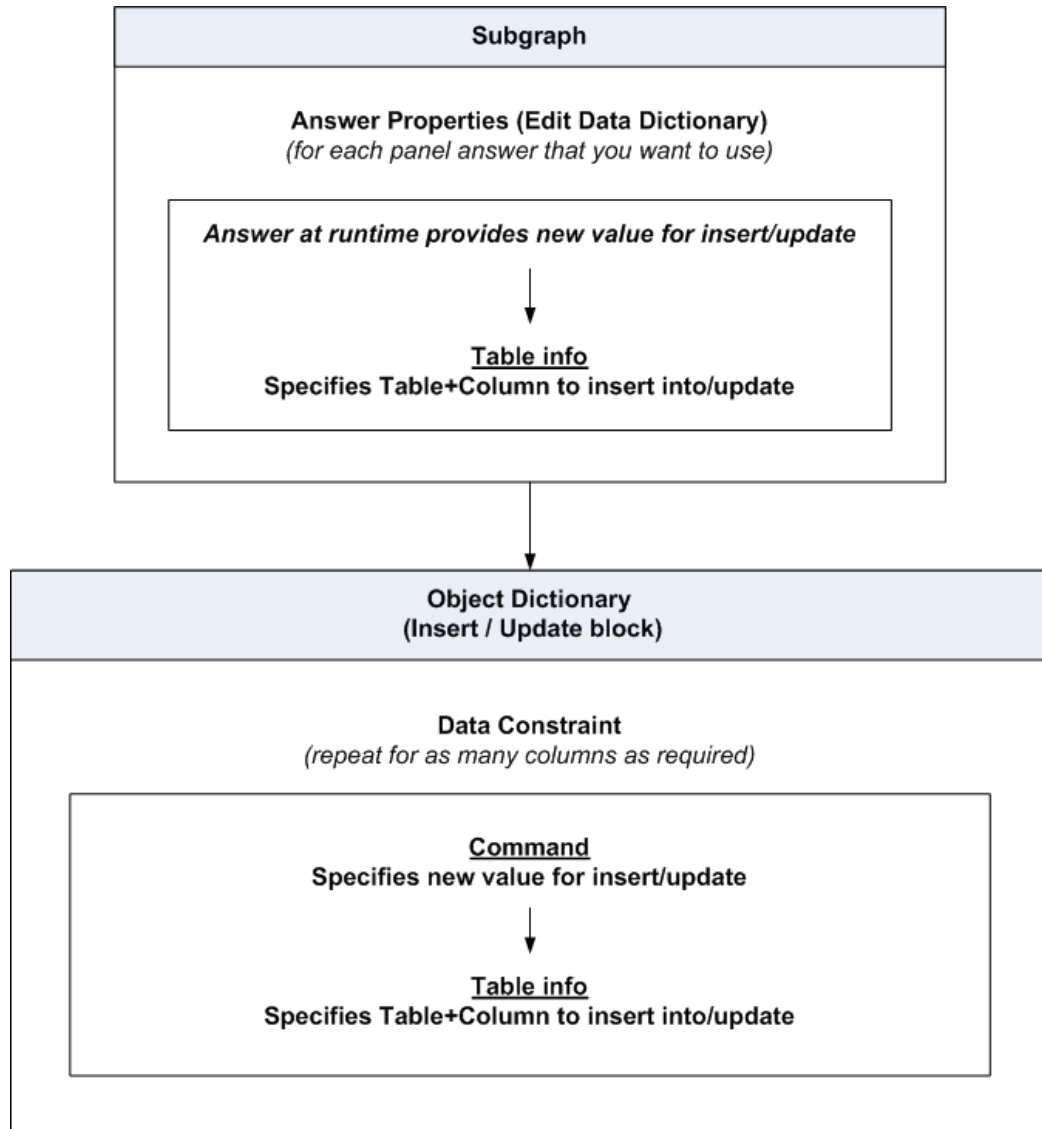 Subgraph
Answer Properties (Edit Data Dictionary)
(for each panel answer that you want to use)
Answer at runtime provides new value for insert/update
Table info
Specifies Table+Column to insert into/update
Object Dictionary
(Insert / Update block)
Data Constraint
(repeat for as many columns as required)
Command
Specifies new value for insert/update
Table info
Specifies Table+Column to insert into/update